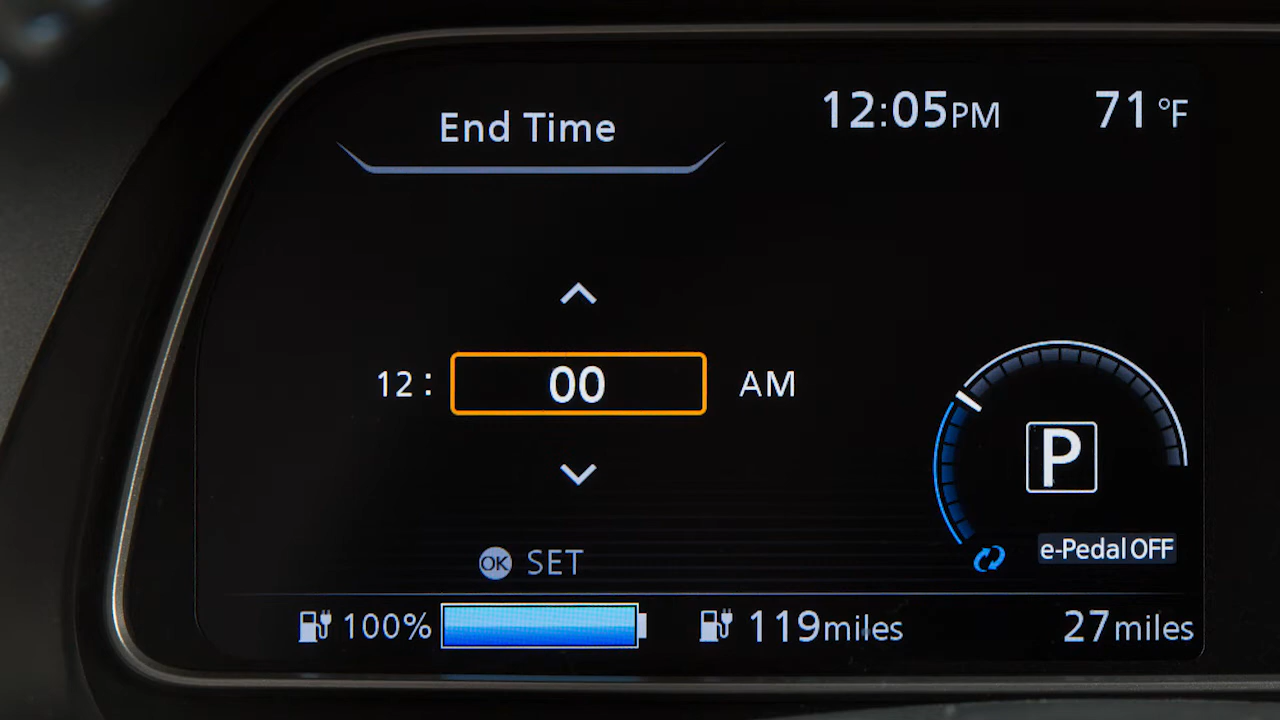 End Time
12:05PM 71°F
12: 00 AM
P
e-Pedal OFF
OK SET
100% 119miles 27miles